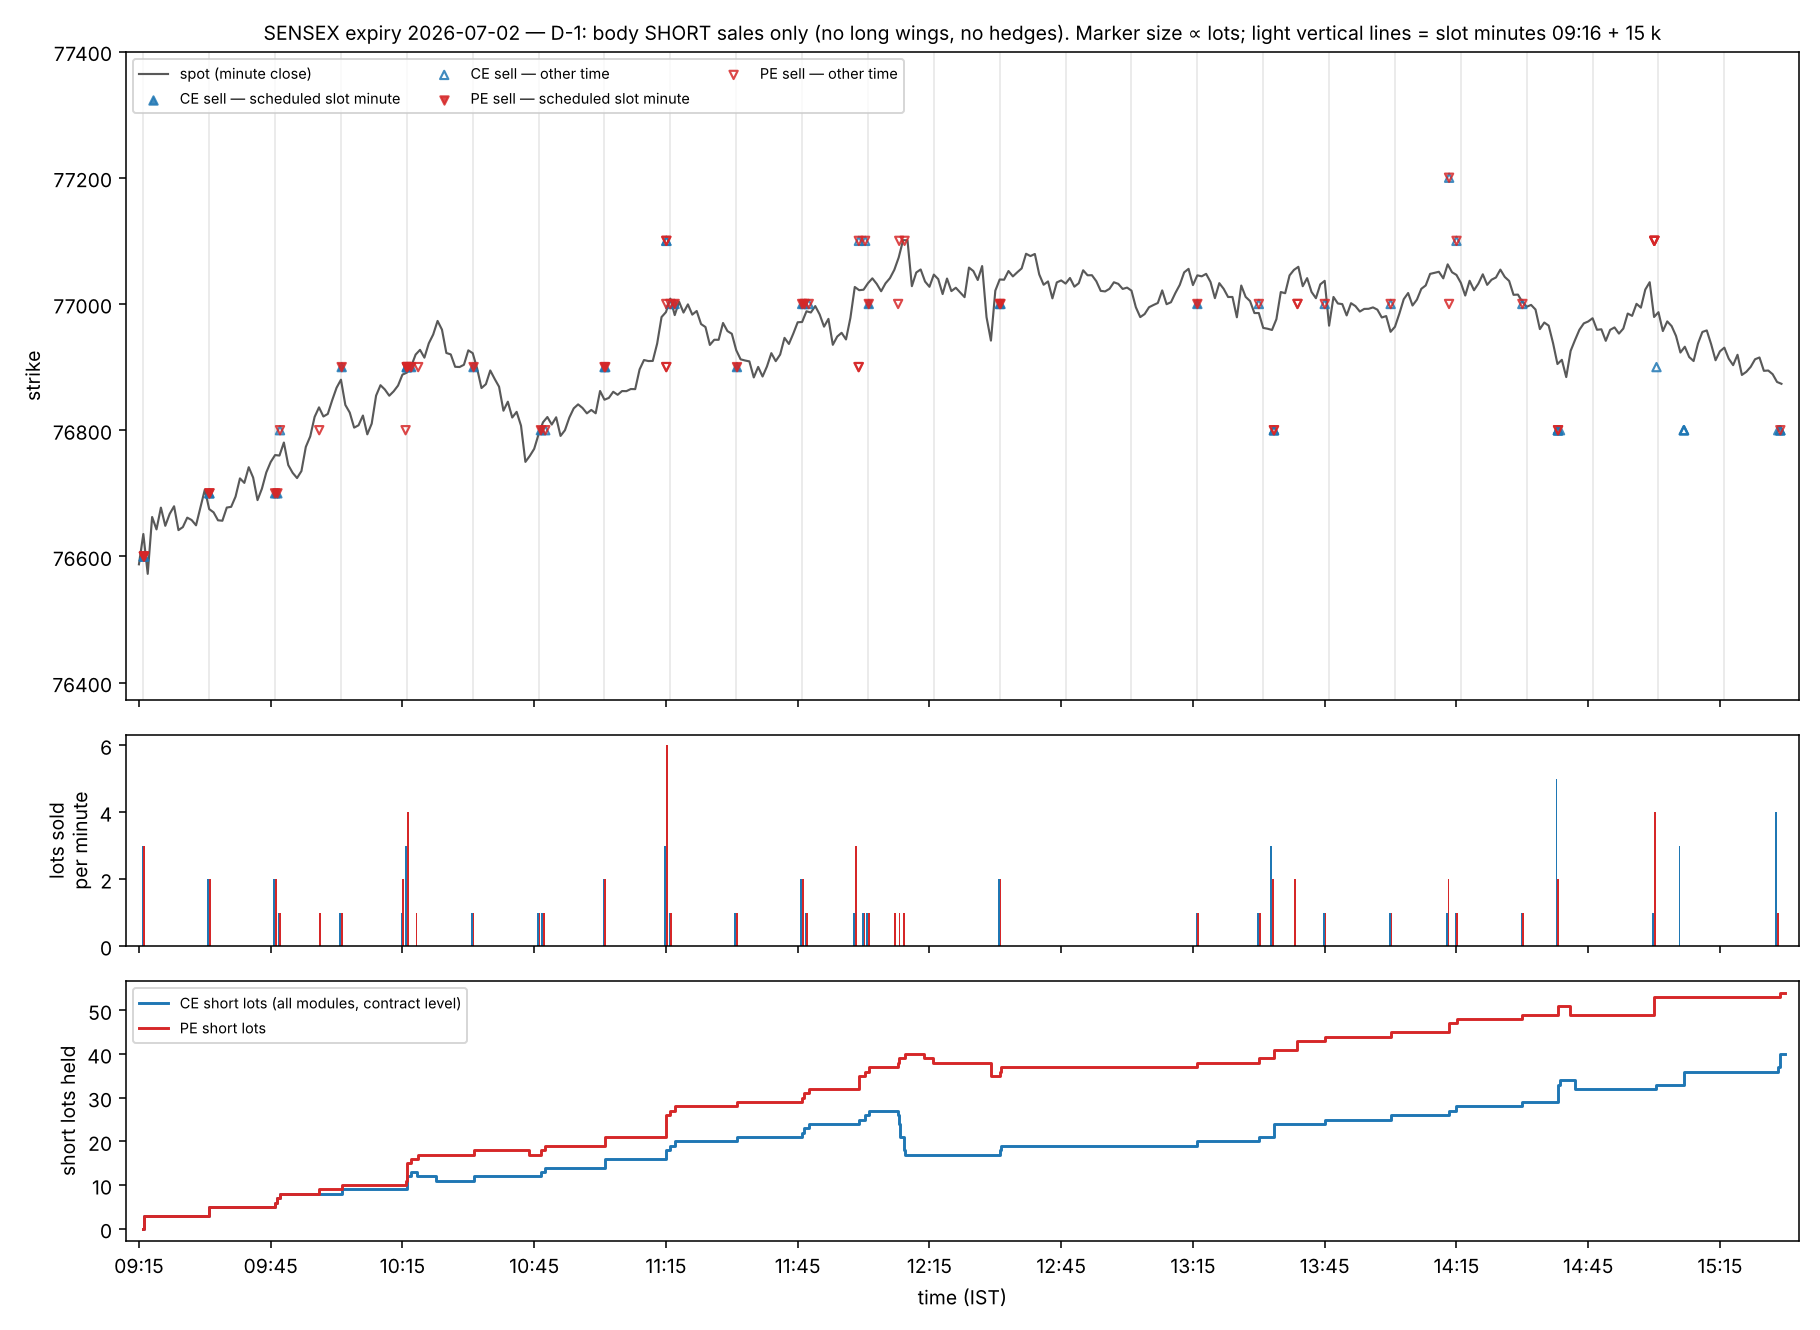 SENSEX expiry 2026-07-02 — D-1: body SHORT sales only (no long wings, no hedges). Marker size ∝ lots; light vertical lines = slot minutes 09:16 + 15 k
spot (minute close)
CE sell — scheduled slot minute
CE sell — other time
PE sell — scheduled slot minute
PE sell — other time
strike
77400
77200
77000
76800
76600
76400
lots sold
per minute
6
4
2
0
CE short lots (all modules, contract level)
PE short lots
short lots held
50
40
30
20
10
0
09:15 09:45 10:15 10:45 11:15 11:45 12:15 12:45 13:15 13:45 14:15 14:45 15:15
time (IST)